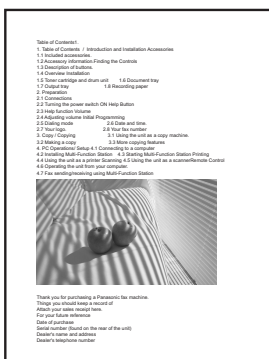 Table of Contents1.
1. Table of Contents / Introduction and Installation Accessories
1.1 Included accessories.
1.2 Accessory information.Finding the Controls
1.3 Description of buttons.
1.4 Overview Installation
1.5 Toner cartridge and drum unit 1.6 Document tray
1.7 Output tray 1.8 Recording paper
2. Preparation
2.1 Connections
2.2 Turning the power switch ON Help Button
2.3 Help function Volume
2.4 Adjusting volume Initial Programming
2.5 Dialing mode 2.6 Date and time.
2.7 Your logo. 2.8 Your fax number
3. Copy / Copying 3.1 Using the unit as a copy machine.
3.2 Making a copy 3.3 More copying features
4. PC Operations/ Setup 4.1 Connecting to a computer
4.2 Installing Multi-Function Station 4.3 Starting Multi-Function Station Printing
4.4 Using the unit as a printer Scanning 4.5 Using the unit as a scannerRemote Control
4.6 Operating the unit from your computer.
4.7 Fax sending/receiving using Multi-Function Station
Thank you for purchasing a Panasonic fax machine.
Things you should keep a record of
Attach your sales receipt here.
For your future reference
Date of purchase
Serial number (found on the rear of the unit)
Dealer's name and address
Dealer's telephone number